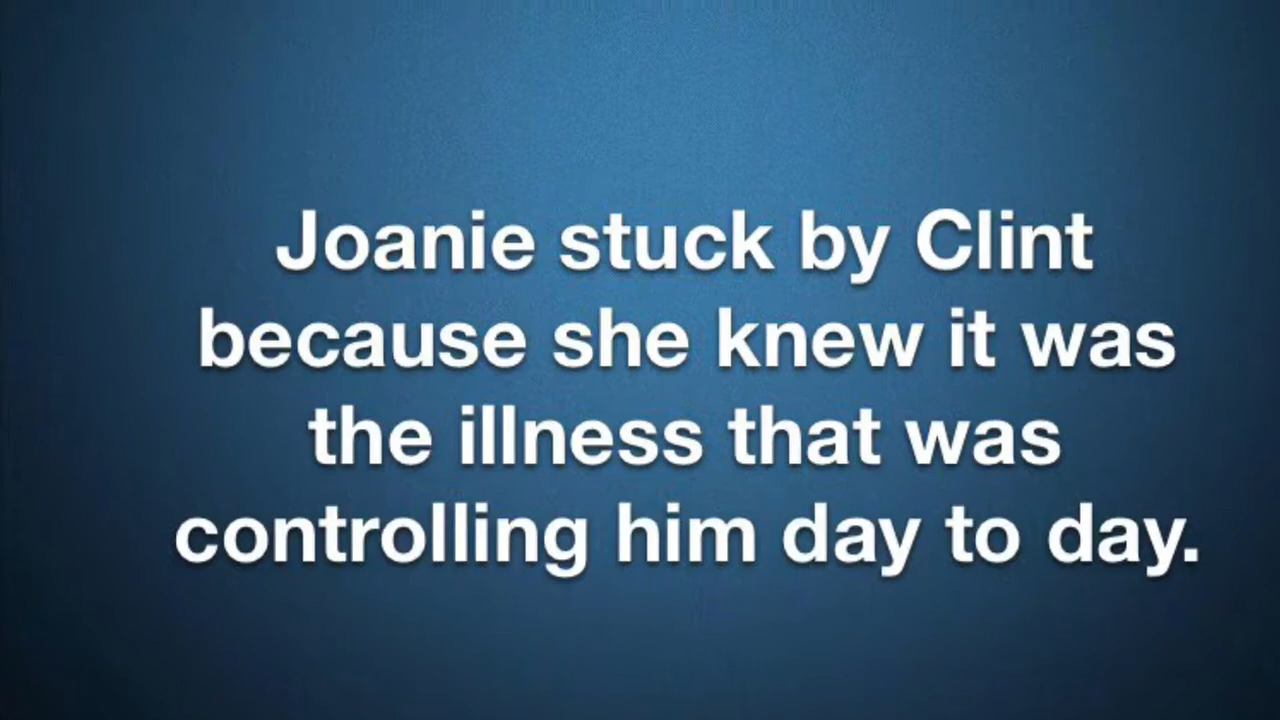 Joanie stuck by Clint
because she knew it was
the illness that was
controlling him day to day.